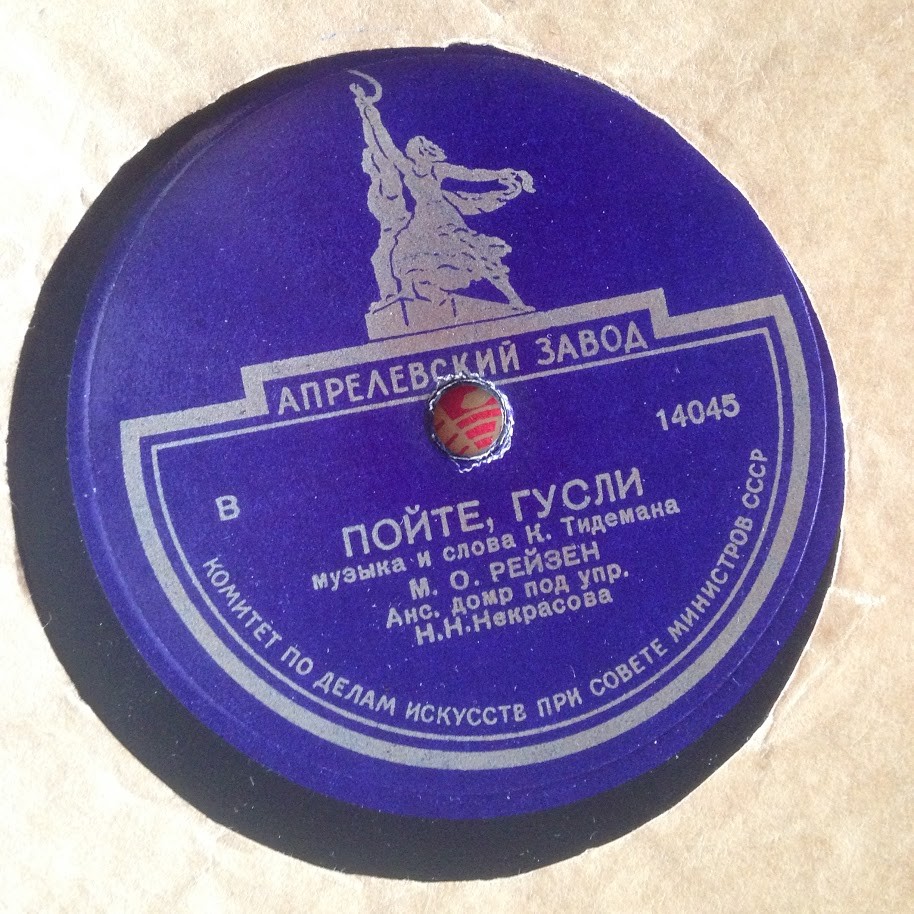 АПРЕЛЕВСКИЙ ЗАВОД
14045
В
ПОЙТЕ, ГУСЛИ
музыка и слова К. Тидемана
М. О. РЕЙЗЕН
Анс. домр под упр.
Н.Н.Некрасова
КОМИТЕТ ПО ДЕЛАМ ИСКУССТВ ПРИ СОВЕТЕ МИНИСТРОВ СССР